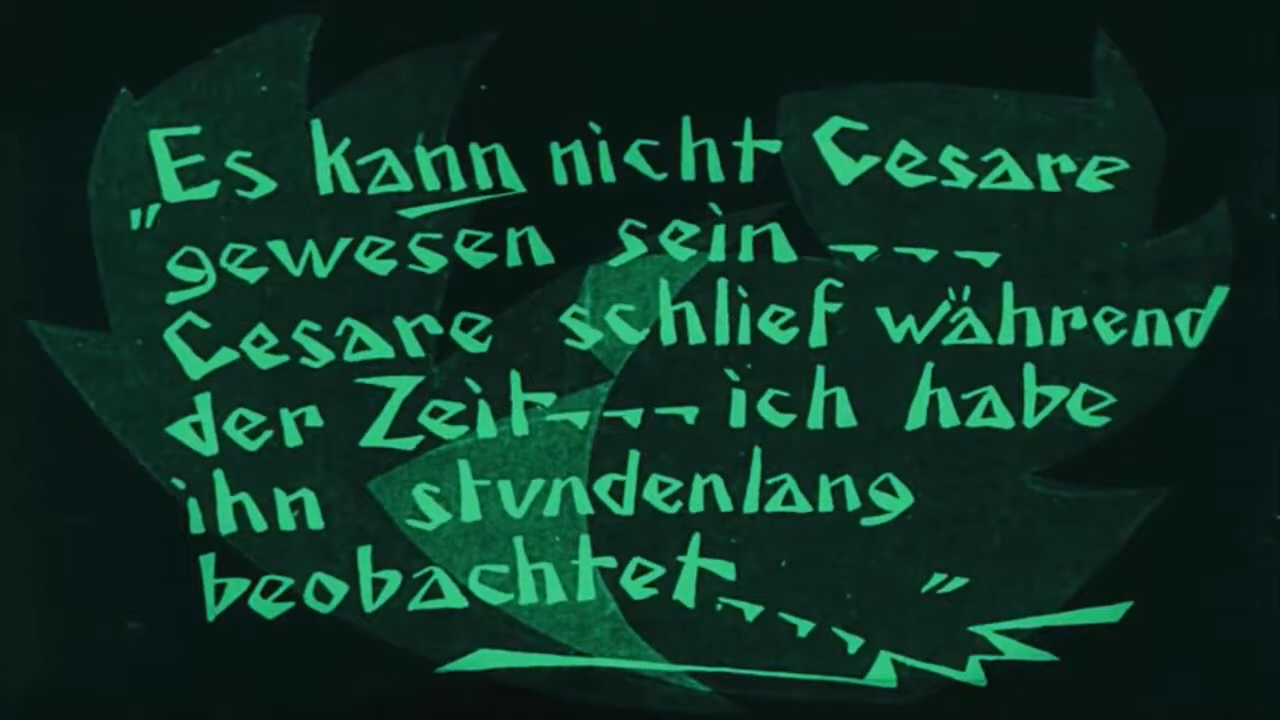 „Es kann nicht Cesare
gewesen sein - - - -
Cesare schlief während
der Zeit - - - - ich habe
ihn stundenlang
beobachtet - - - - "